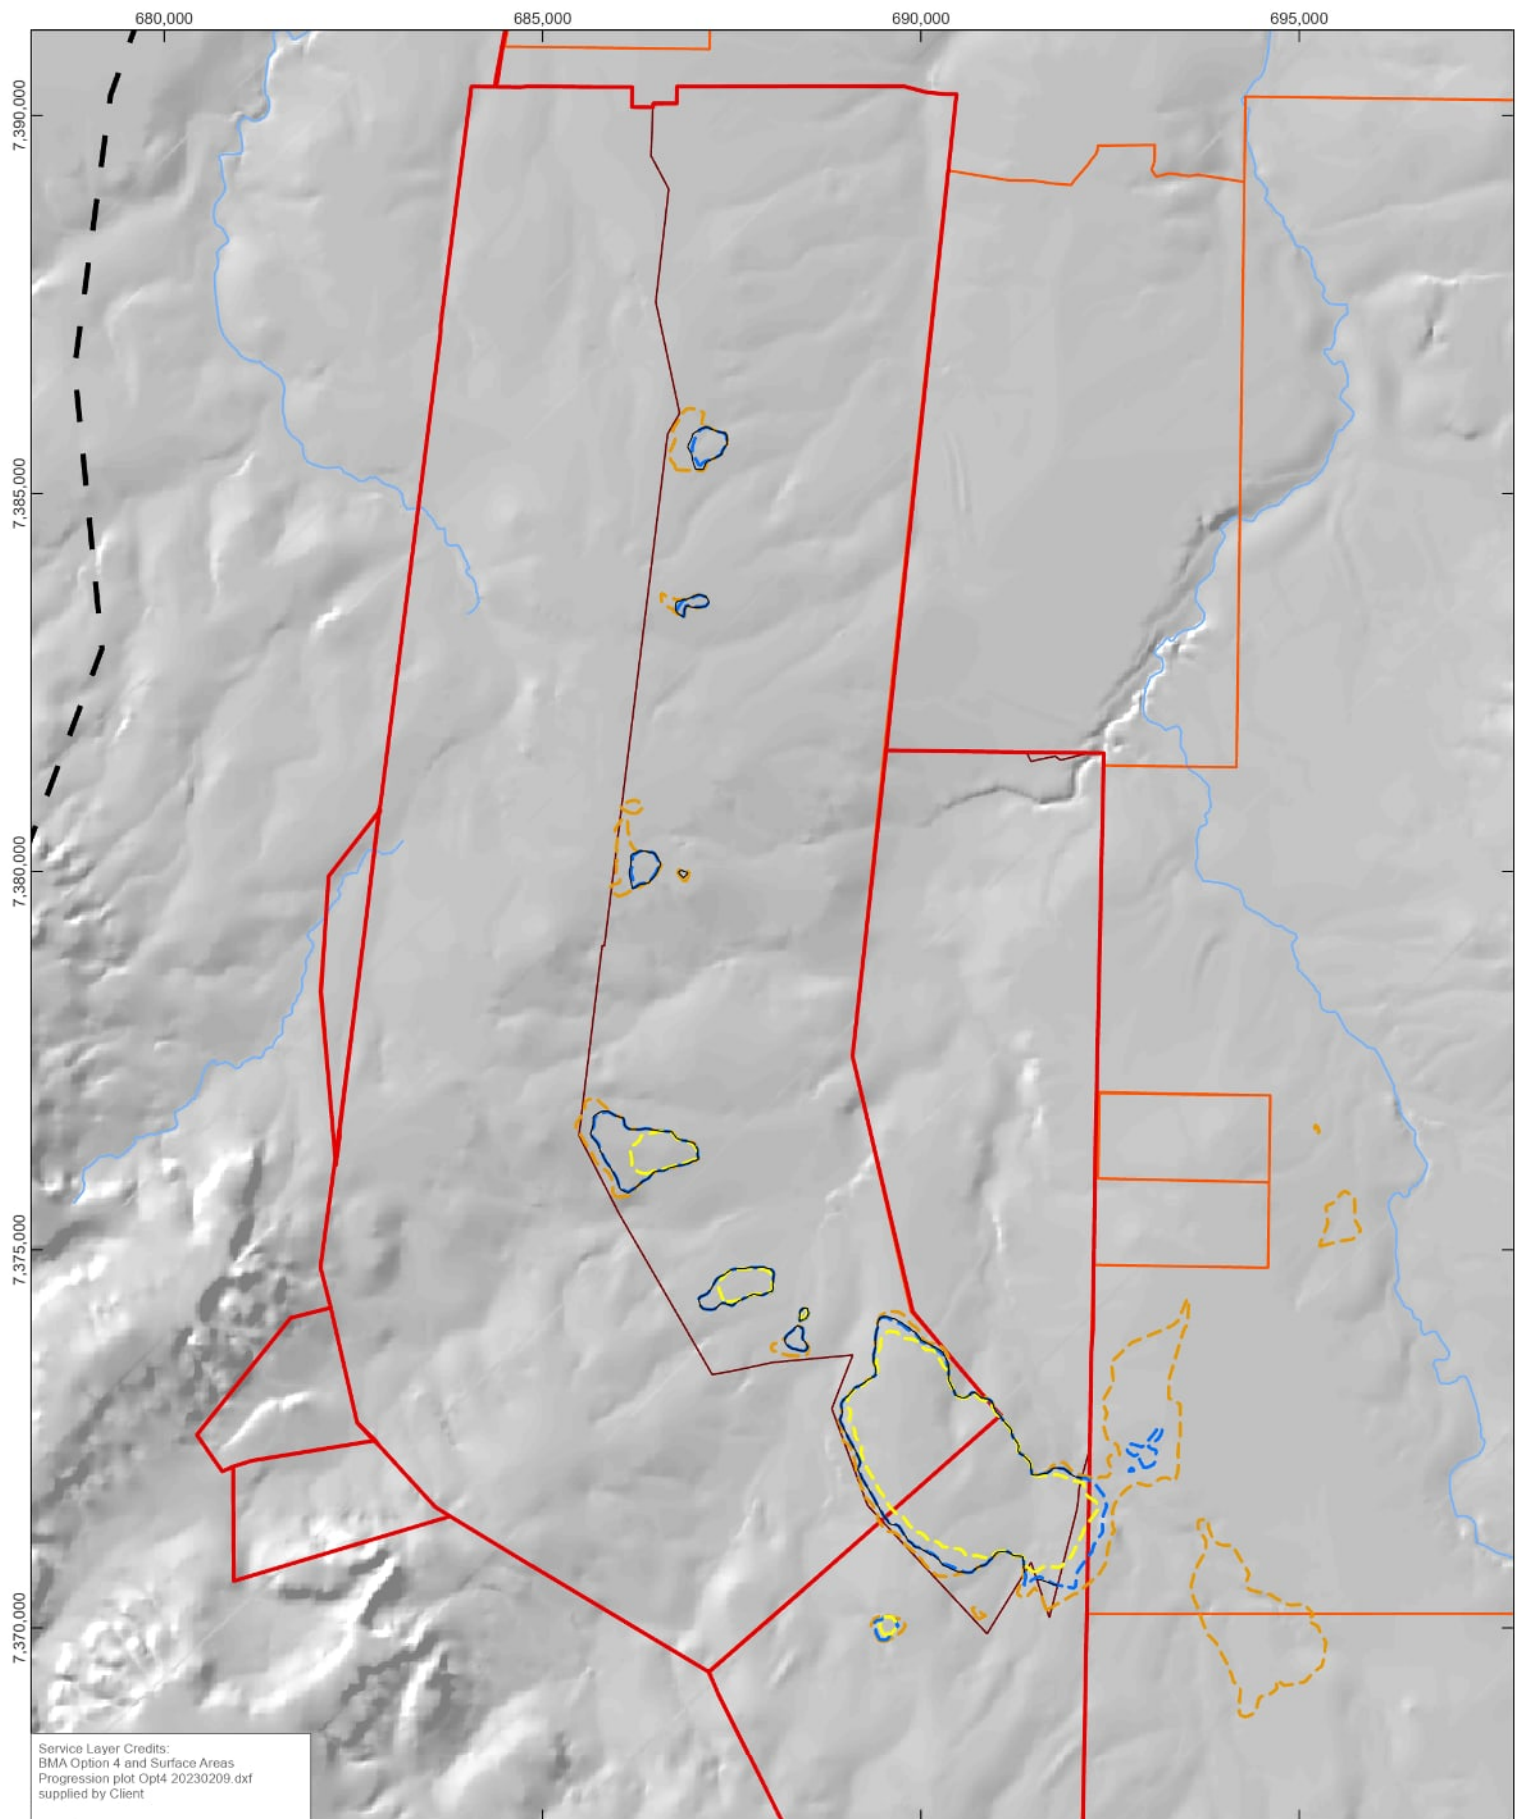 680,000
685,000
690,000
695,000
7,390,000
7,385,000
7,380,000
7,375,000
7,370,000
Service Layer Credits:
BMA Option 4 and Surface Areas
Progression plot Opt4 20230209.dxf
supplied by Client